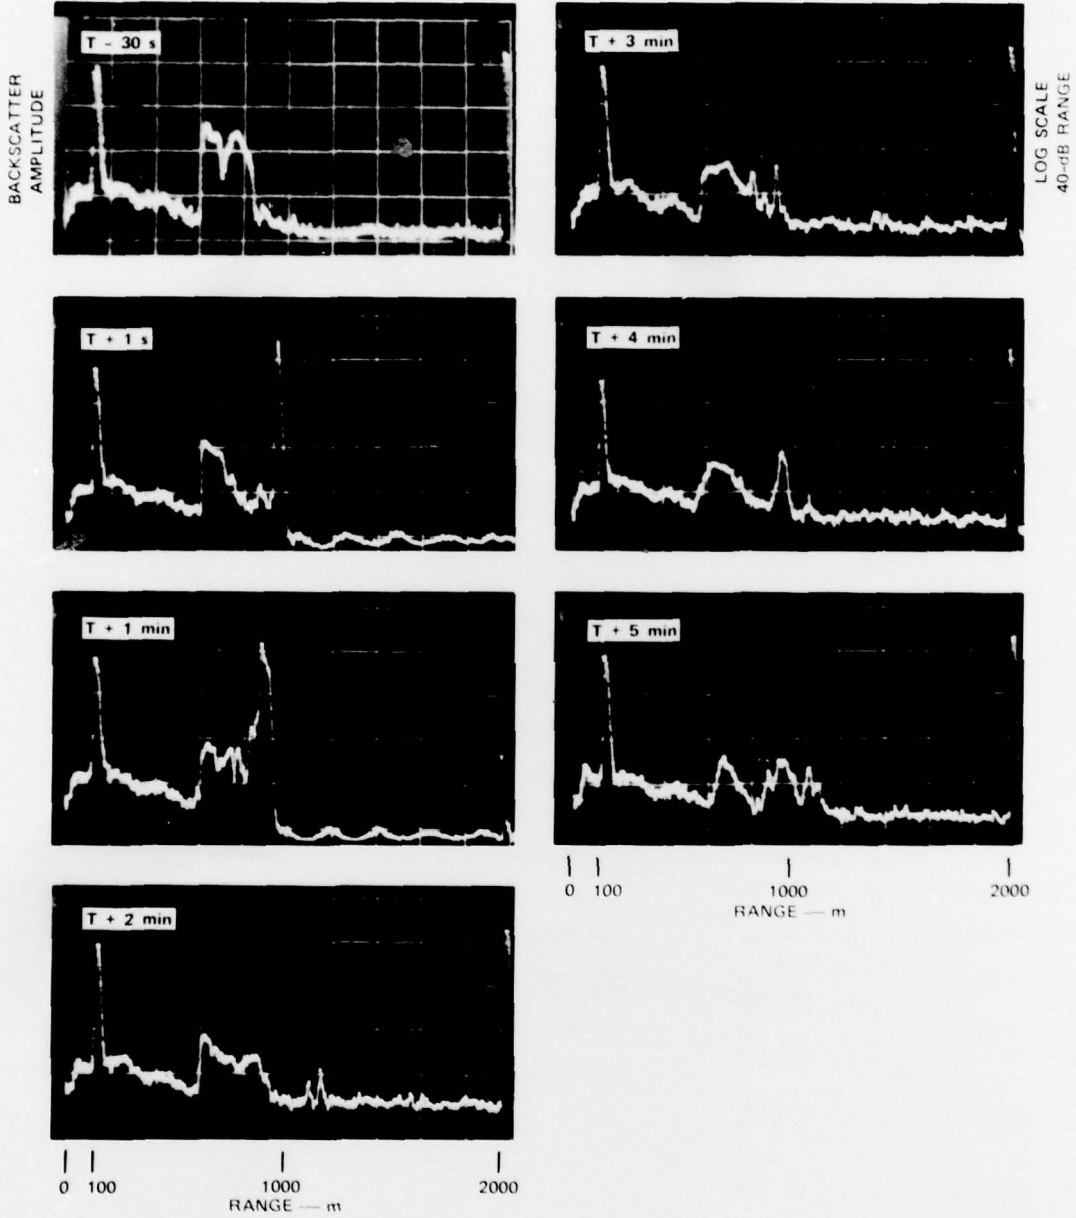 BACKSCATTER
AMPLITUDE
T - 30 s
T + 1 s
T + 1 min
T + 2 min
0 100 1000 2000
RANGE — m
T + 3 min
T + 4 min
T + 5 min
0 100 1000 2000
RANGE — m
LOG SCALE
40-dB RANGE